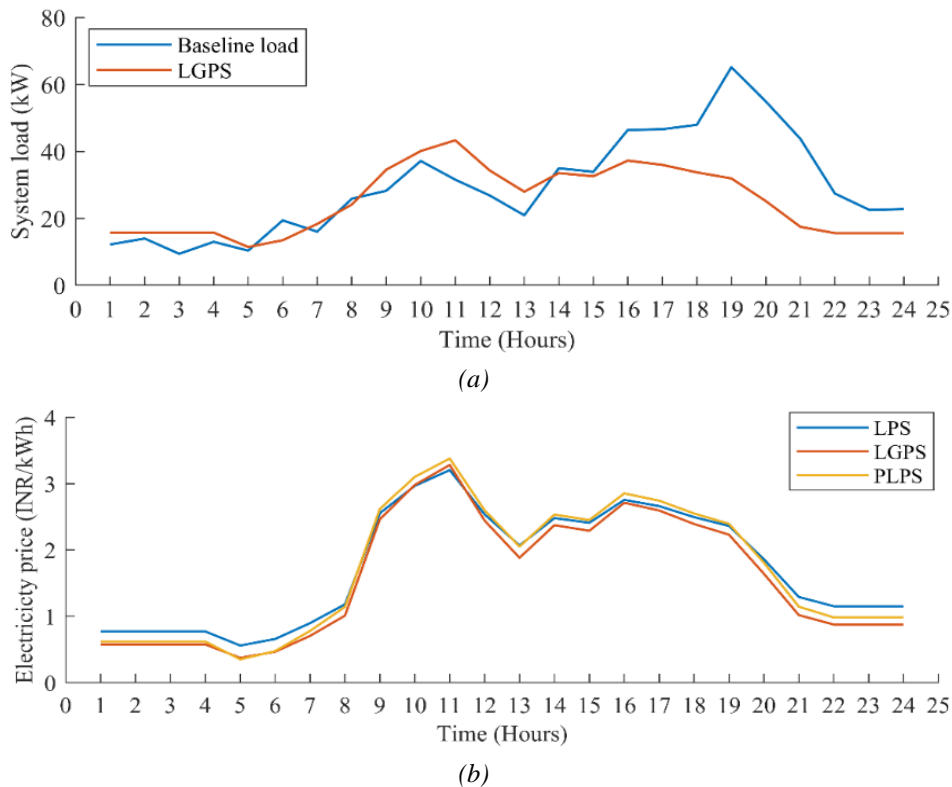 80
60
40
20
0
System load (kW)
Baseline load
LGPS
0 1 2 3 4 5 6 7 8 9 10 11 12 13 14 15 16 17 18 19 20 21 22 23 24 25
Time (Hours)
(a)
4
3
2
1
0
Electricicty price (INR/kWh)
LPS
LGPS
PLPS
0 1 2 3 4 5 6 7 8 9 10 11 12 13 14 15 16 17 18 19 20 21 22 23 24 25
Time (Hours)
(b)